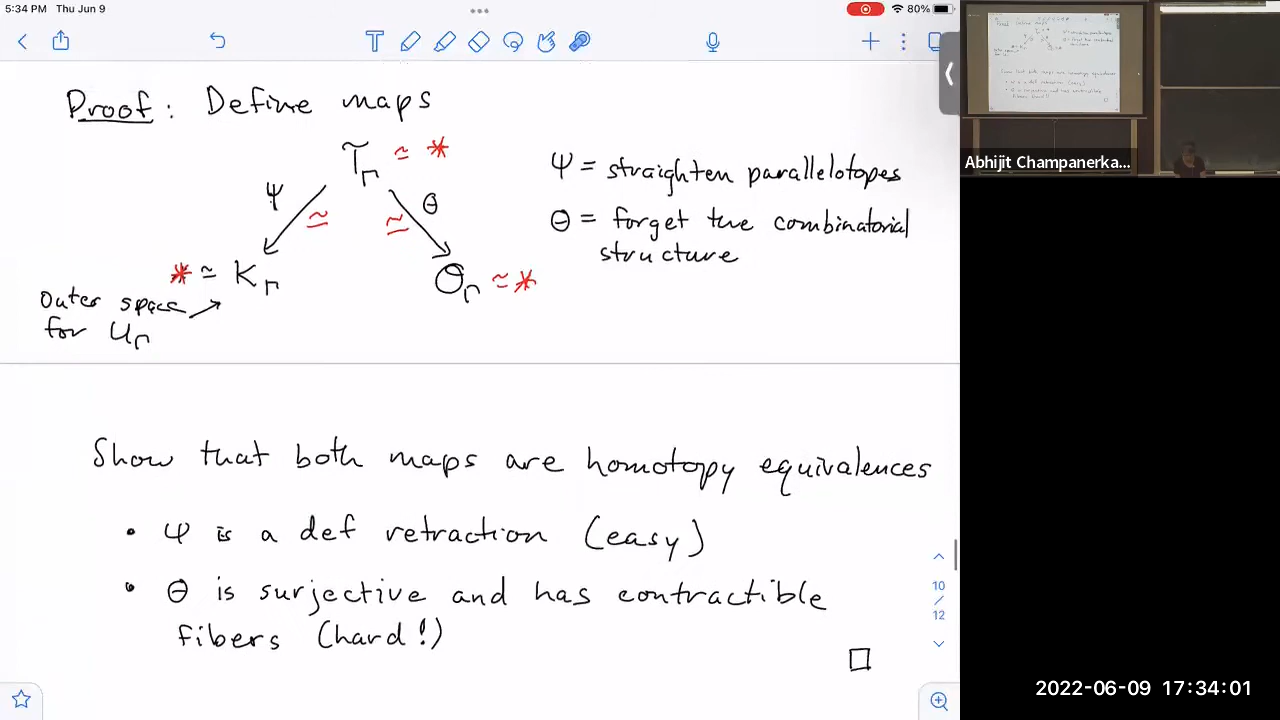 5:34 PM Thu Jun 9
80%
Proof: Define maps
T̃_Γ ≃ *
Ψ
≃
≃
θ
* ≃ K_Γ
O_Γ ≃ *
Outer space
for U_Γ
Ψ = straighten parallelotopes
θ = forget the combinatorial
structure
Show that both maps are homotopy equivalences
• Ψ is a def retraction (easy)
• θ is surjective and has contractible
fibers (hard!)
□
10
/
12
Abhijit Champanerka...
2022-06-09 17:34:01